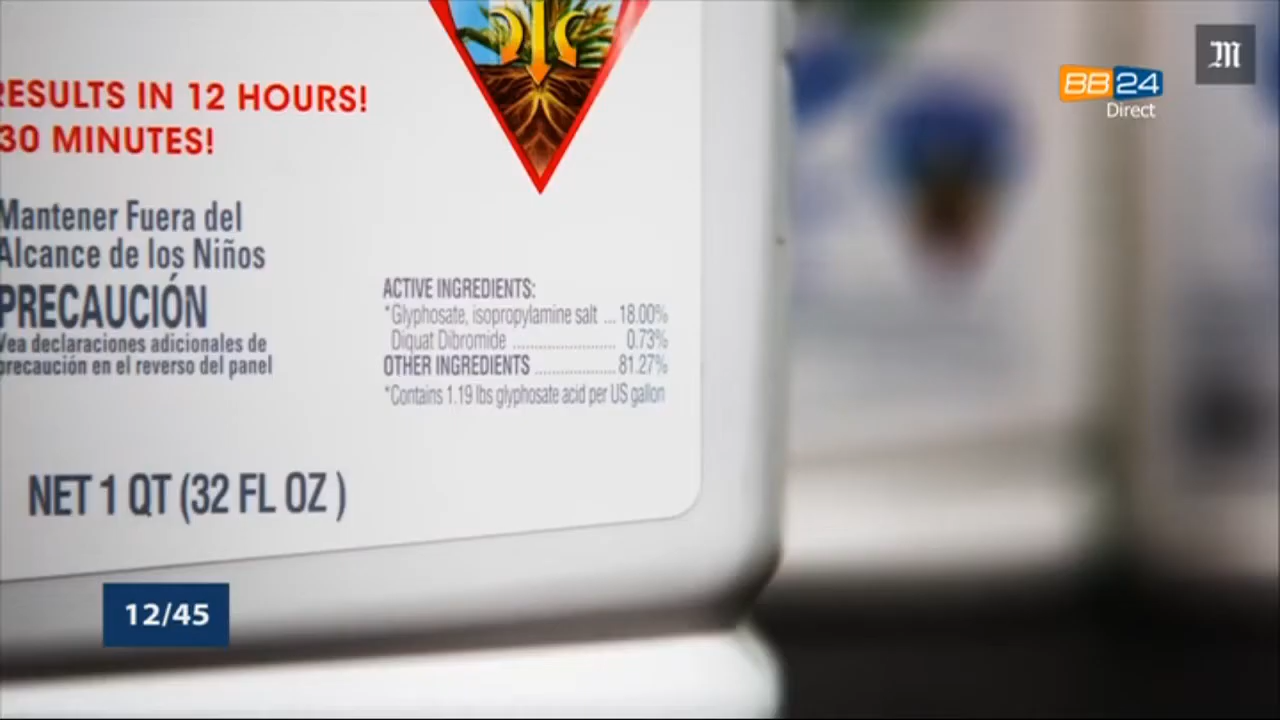 RESULTS IN 12 HOURS!
30 MINUTES!
Mantener Fuera del
Alcance de los Niños
PRECAUCIÓN
Vea declaraciones adicionales de
precaución en el reverso del panel
ACTIVE INGREDIENTS:
*Glyphosate, isopropylamine salt ... 18.00%
Diquat Dibromide ........................... 0.73%
OTHER INGREDIENTS ..................... 81.27%
*Contains 1.19 lbs glyphosate acid per US gallon
NET 1 QT (32 FL OZ )
M
BB24
Direct
12/45